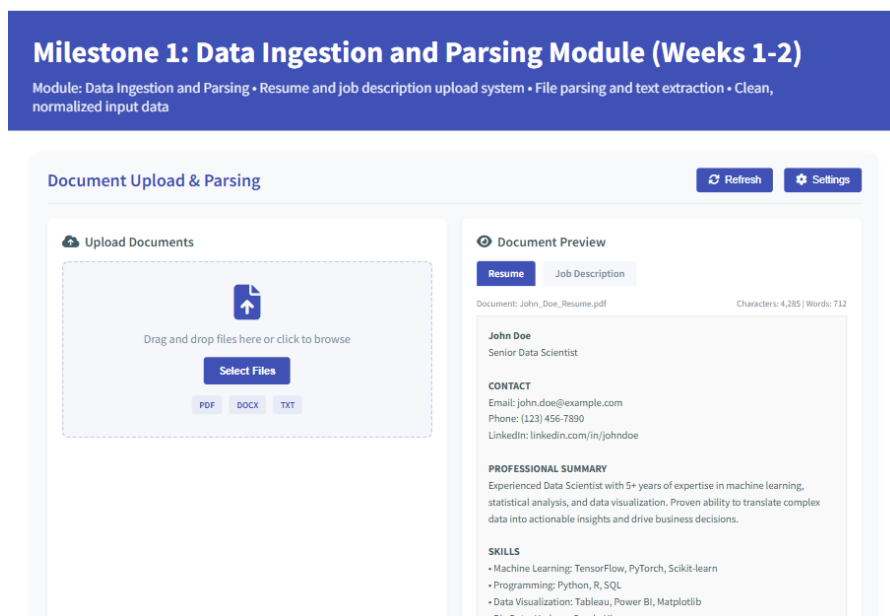 Milestone 1: Data Ingestion and Parsing Module (Weeks 1-2)
Module: Data Ingestion and Parsing • Resume and job description upload system • File parsing and text extraction • Clean,
normalized input data
Document Upload & Parsing
Refresh
Settings
Upload Documents
Drag and drop files here or click to browse
Select Files
PDF DOCX TXT
Document Preview
Resume
Job Description
Document: John_Doe_Resume.pdf
Characters: 4,285 | Words: 712
John Doe
Senior Data Scientist
CONTACT
Email: john.doe@example.com
Phone: (123) 456-7890
LinkedIn: linkedin.com/in/johndoe
PROFESSIONAL SUMMARY
Experienced Data Scientist with 5+ years of expertise in machine learning,
statistical analysis, and data visualization. Proven ability to translate complex
data into actionable insights and drive business decisions.
SKILLS
• Machine Learning: TensorFlow, PyTorch, Scikit-learn
• Programming: Python, R, SQL
• Data Visualization: Tableau, Power BI, Matplotlib